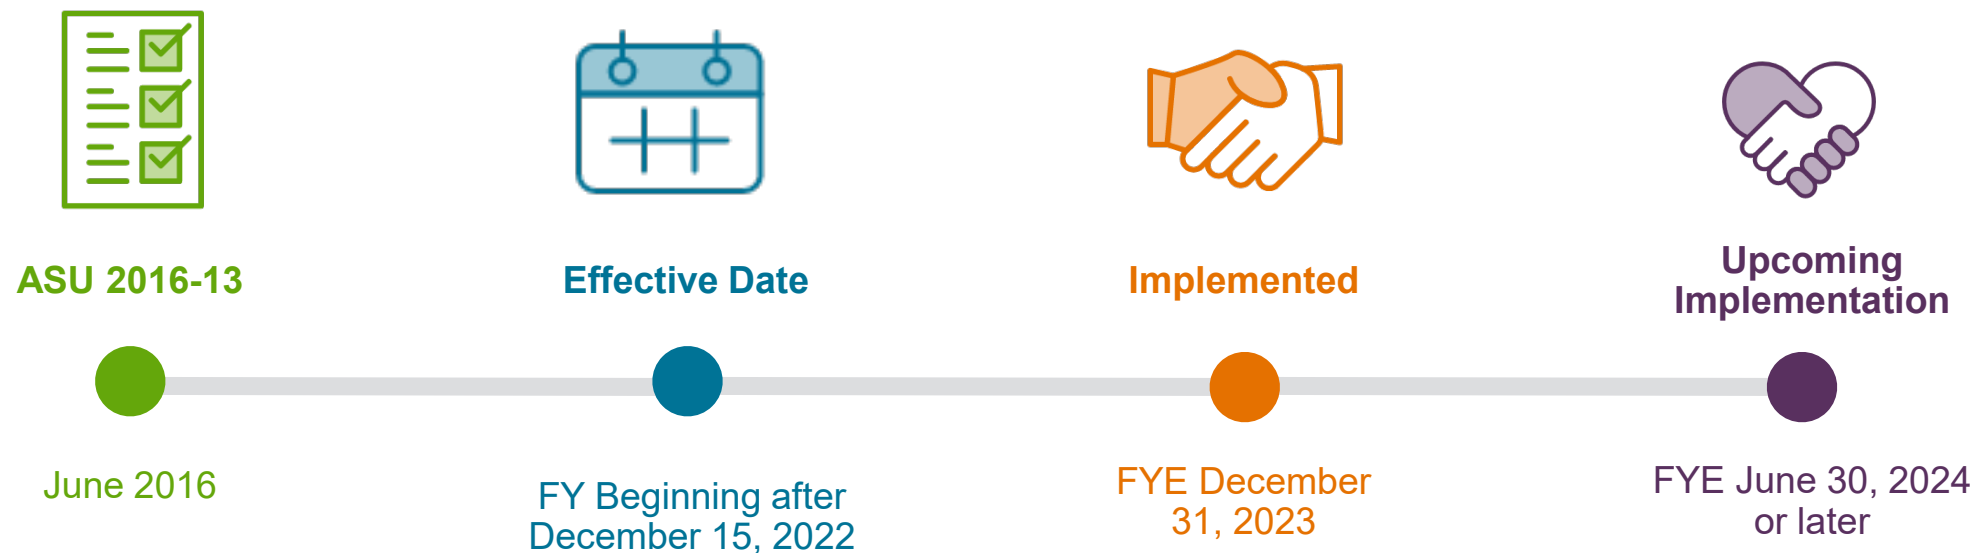 ASU 2016-13
Effective Date
Implemented
Upcoming
Implementation
June 2016
FY Beginning after
December 15, 2022
FYE December
31, 2023
FYE June 30, 2024
or later